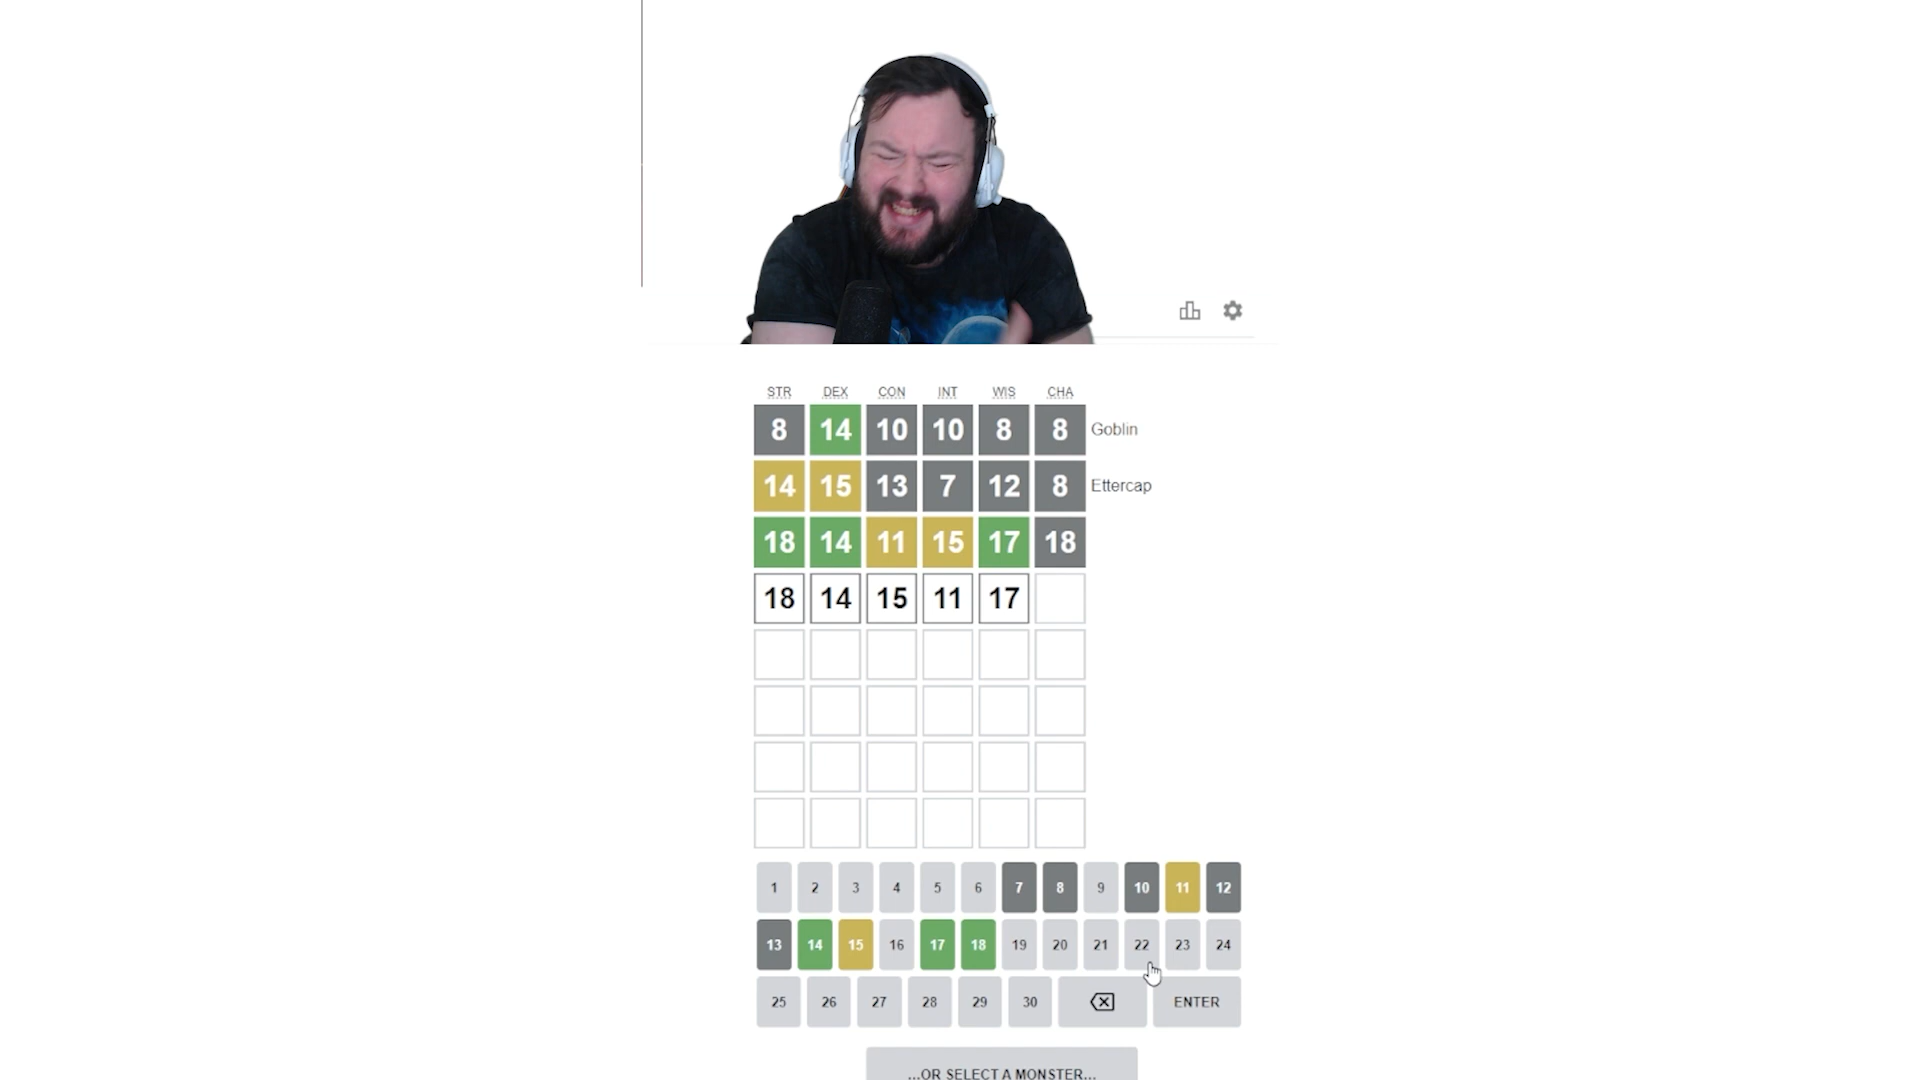 STR DEX CON INT WIS CHA
8 14 10 10 8 8 Goblin
14 15 13 7 12 8 Ettercap
18 14 11 15 17 18
18 14 15 11 17
1 2 3 4 5 6 7 8 9 10 11 12
13 14 15 16 17 18 19 20 21 22 23 24
25 26 27 28 29 30 ENTER
...OR SELECT A MONSTER...